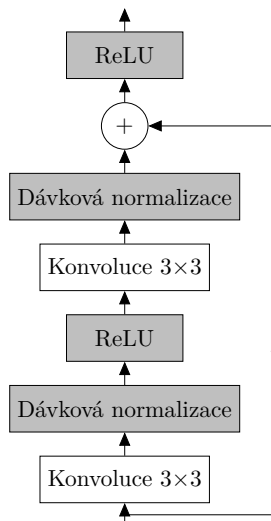 ReLU
+
Dávková normalizace
Konvoluce 3×3
ReLU
Dávková normalizace
Konvoluce 3×3